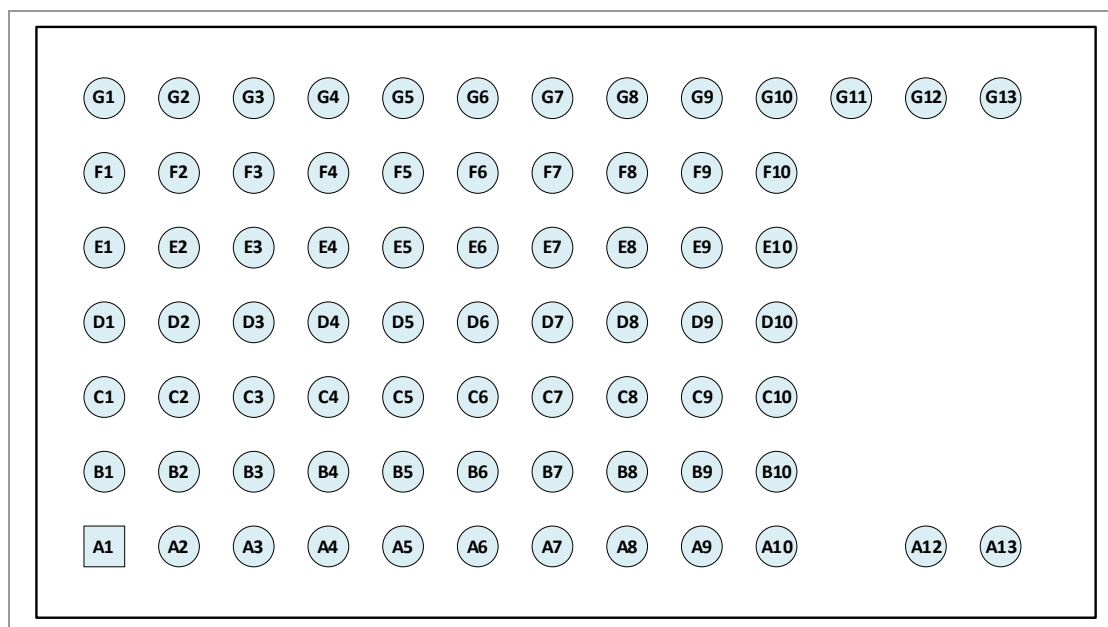 G1 G2 G3 G4 G5 G6 G7 G8 G9 G10 G11 G12 G13
F1 F2 F3 F4 F5 F6 F7 F8 F9 F10
E1 E2 E3 E4 E5 E6 E7 E8 E9 E10
D1 D2 D3 D4 D5 D6 D7 D8 D9 D10
C1 C2 C3 C4 C5 C6 C7 C8 C9 C10
B1 B2 B3 B4 B5 B6 B7 B8 B9 B10
A1 A2 A3 A4 A5 A6 A7 A8 A9 A10 A12 A13